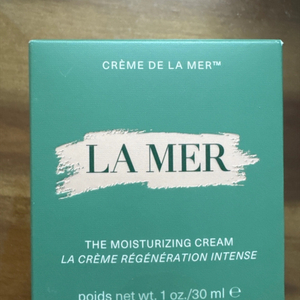 CRÈME DE LA MER™
LA MER
THE MOISTURIZING CREAM
LA CRÈME RÉGÉNÉRATION INTENSE
poids net wt. 1 oz./30 ml ℮